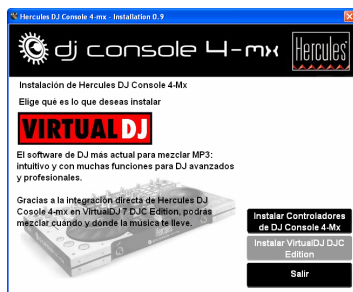 Hercules DJ Console 4-mx - Installation 0.9
dj console 4-mx
Hercules
Instalación de Hercules DJ Console 4-Mx
Elige qué es lo que deseas instalar
VIRTUAL DJ
El software de DJ más actual para mezclar MP3:
intuitivo y con muchas funciones para DJ avanzados
y profesionales.
Gracias a la integración directa de Hercules DJ
Cosole 4-mx en VirtualDJ 7 DJC Edition, podrás
mezclar cuándo y dónde la música te lleve.
Instalar Controladores
de DJ Console 4-Mx
Instalar VirtualDJ DJC
Edition
Salir